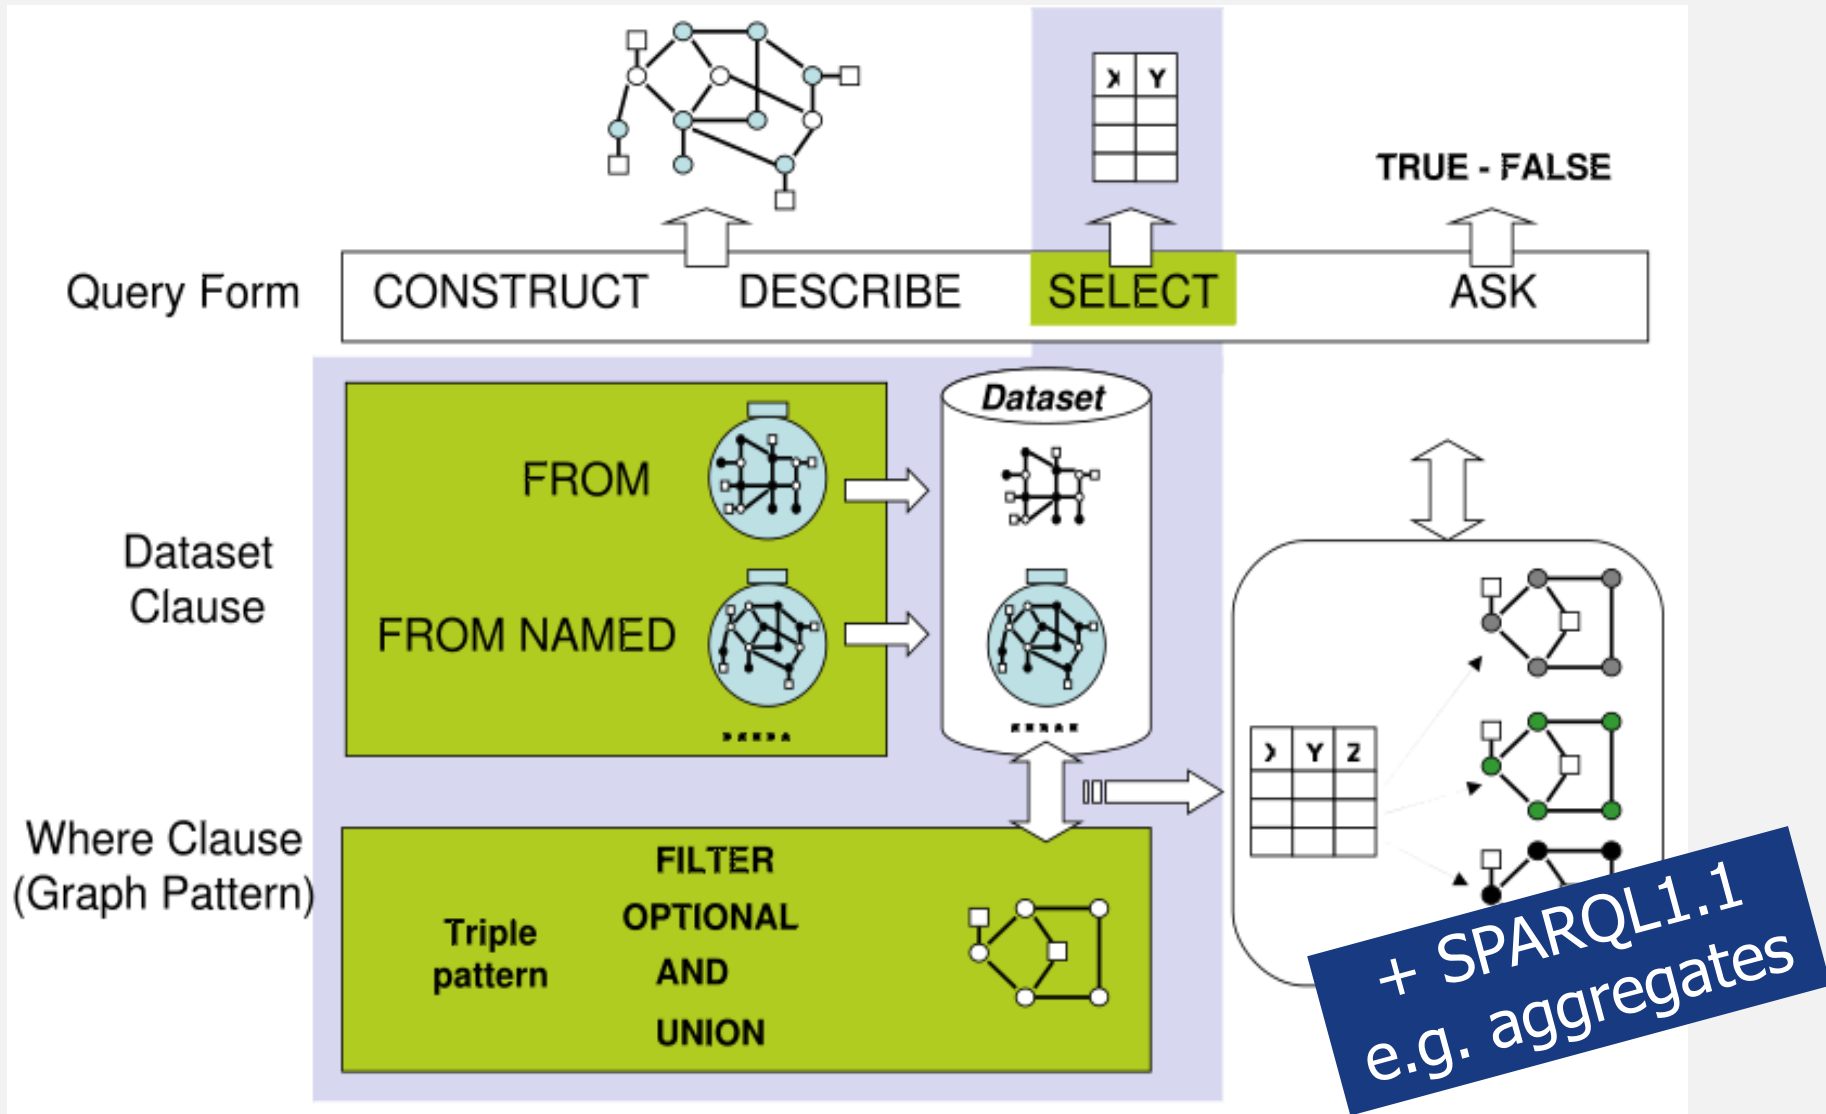 X Y
TRUE - FALSE
Query Form
CONSTRUCT DESCRIBE SELECT ASK
Dataset
FROM
Dataset
Clause
FROM NAMED
Y Z
Where Clause
(Graph Pattern)
FILTER
OPTIONAL
Triple
pattern
AND
UNION
+ SPARQL1.1
e.g. aggregates